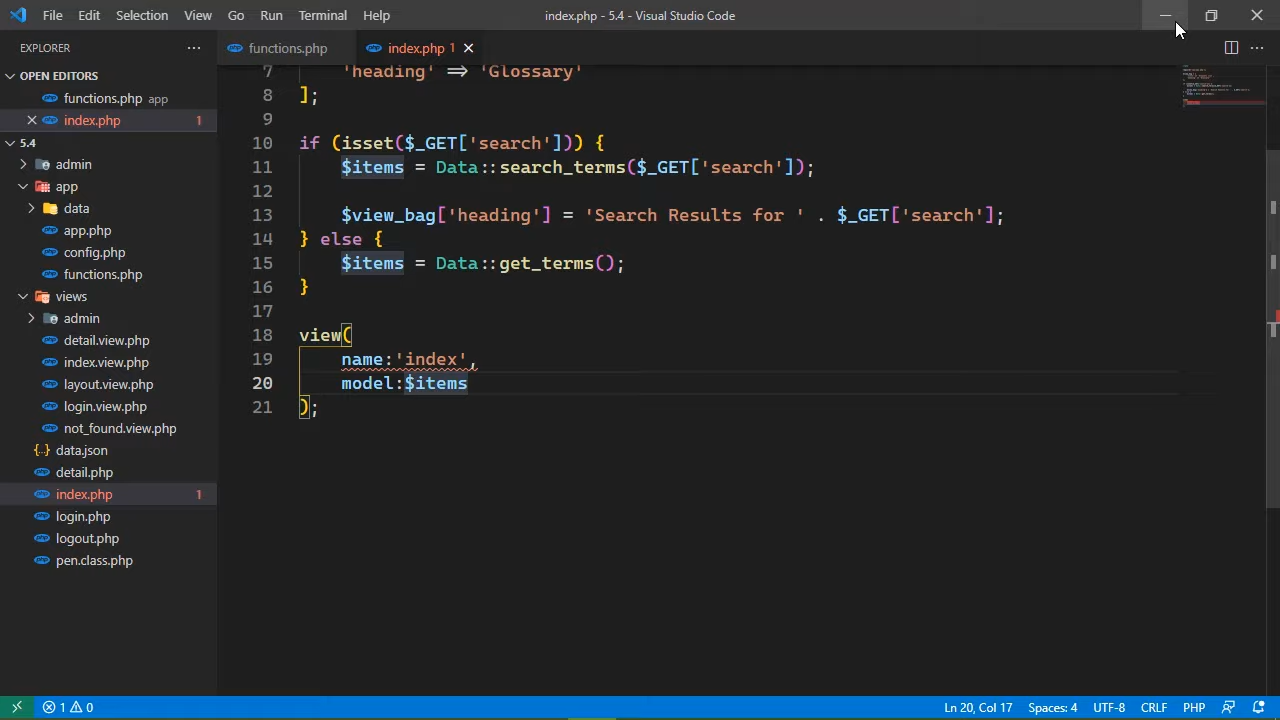 File Edit Selection View Go Run Terminal Help index.php - 5.4 - Visual Studio Code
EXPLORER
functions.php index.php 1
OPEN EDITORS
functions.php app
index.php 1
5.4
admin
app
data
app.php
config.php
functions.php
views
admin
detail.view.php
index.view.php
layout.view.php
login.view.php
not_found.view.php
data.json
detail.php
index.php 1
login.php
logout.php
pen.class.php
7 'heading' => 'Glossary'
8 ];
9
10 if (isset($_GET['search'])) {
11 $items = Data::search_terms($_GET['search']);
12
13 $view_bag['heading'] = 'Search Results for ' . $_GET['search'];
14 } else {
15 $items = Data::get_terms();
16 }
17
18 view(
19 name:'index',
20 model:$items
21 );
1 0 Ln 20, Col 17 Spaces: 4 UTF-8 CRLF PHP